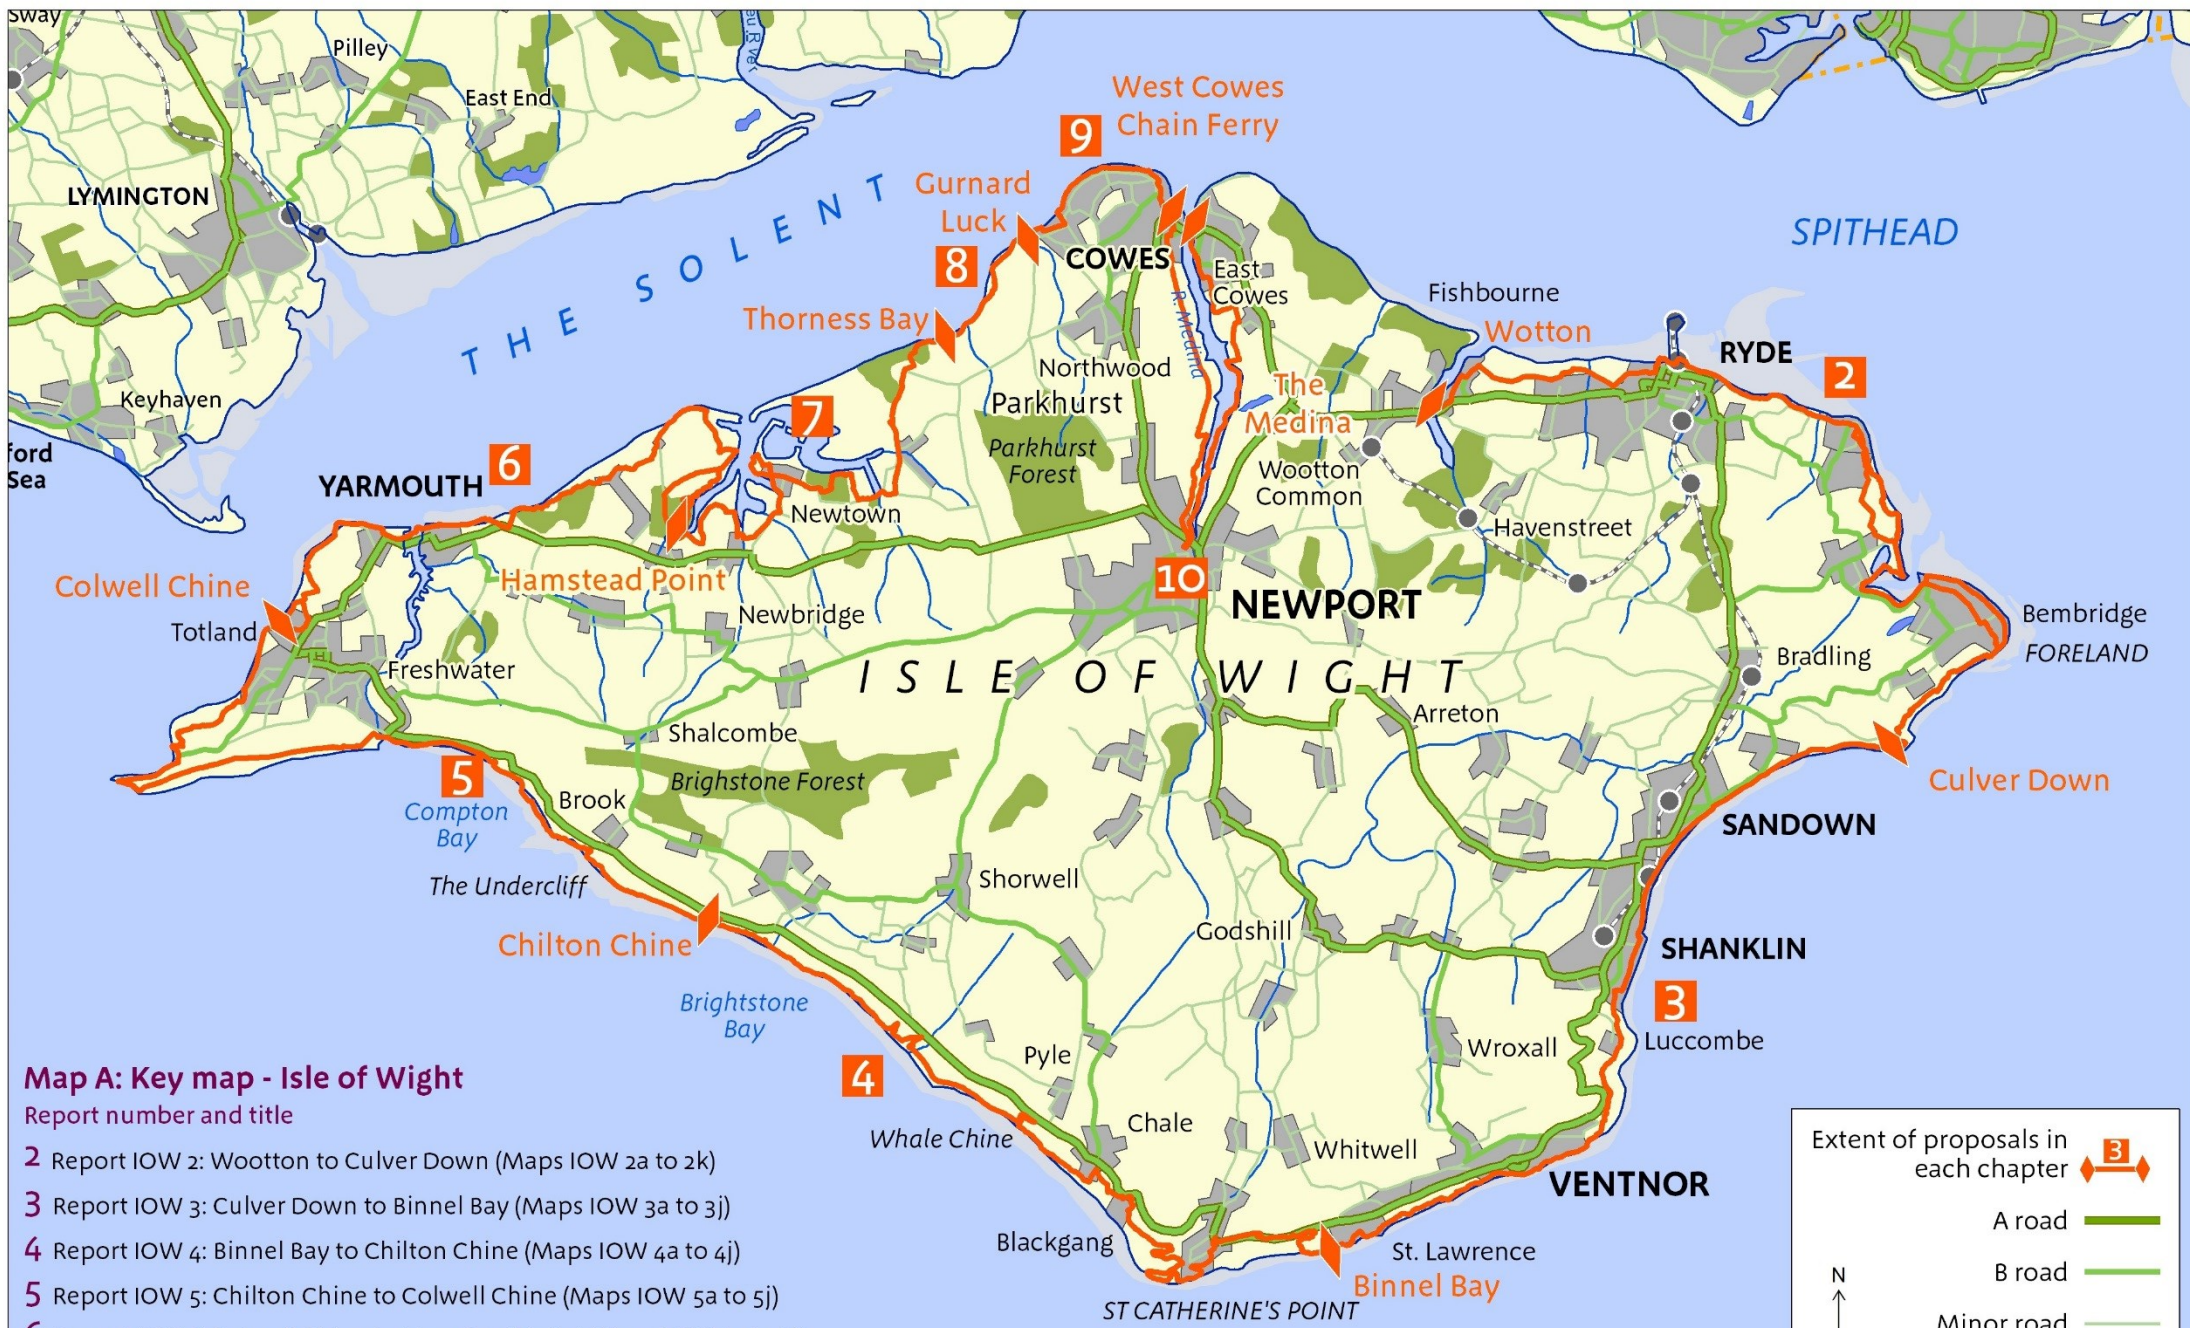 Sway
Pilley
East End
LYMINGTON
Keyhaven
ford
Sea
THE SOLENT
SPITHEAD
West Cowes
Chain Ferry
9
Gurnard
Luck
8
COWES
East
Cowes
R. Medina
Thorness Bay
Northwood
Parkhurst
Parkhurst
Forest
The
Medina
Fishbourne
Wotton
RYDE
2
7
6
YARMOUTH
Newtown
Wootton
Common
Havenstreet
Hamstead Point
10
NEWPORT
Colwell Chine
Totland
Freshwater
Newbridge
ISLE OF WIGHT
Bembridge
FORELAND
Bradling
Arreton
Shalcombe
Brighstone Forest
5
Compton
Bay
Brook
Culver Down
SANDOWN
The Undercliff
Shorwell
Chilton Chine
Godshill
SHANKLIN
3
Luccombe
Brightstone
Bay
4
Pyle
Wroxall
Whale Chine
Chale
Whitwell
VENTNOR
Blackgang
St. Lawrence
Binnel Bay
ST CATHERINE'S POINT
Map A: Key map - Isle of Wight
Report number and title
2 Report IOW 2: Wootton to Culver Down (Maps IOW 2a to 2k)
3 Report IOW 3: Culver Down to Binnel Bay (Maps IOW 3a to 3j)
4 Report IOW 4: Binnel Bay to Chilton Chine (Maps IOW 4a to 4j)
5 Report IOW 5: Chilton Chine to Colwell Chine (Maps IOW 5a to 5j)
Extent of proposals in
each chapter
3
A road
B road
Minor road
N